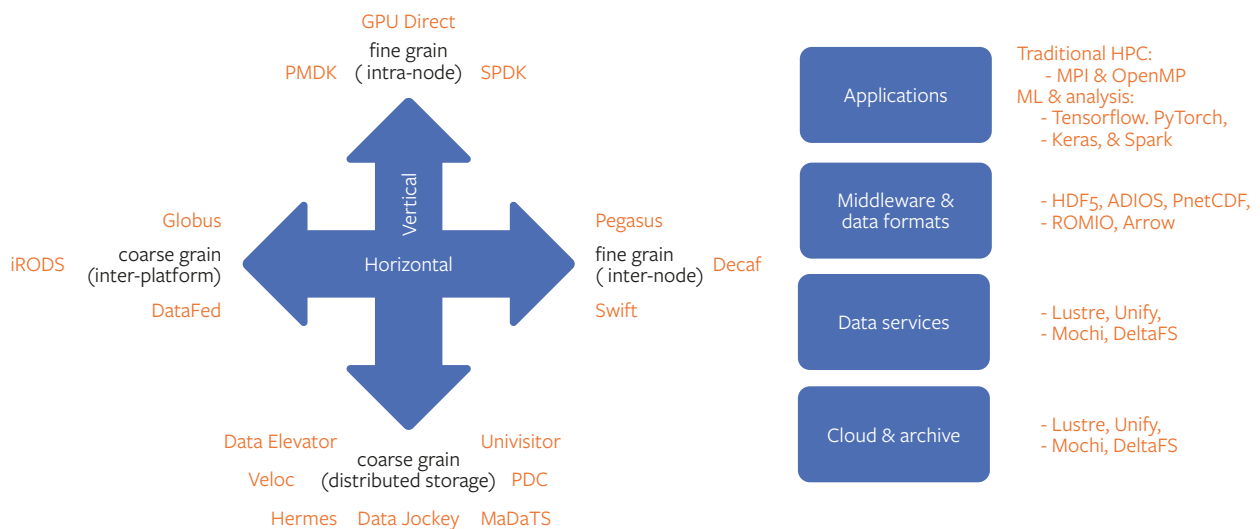 GPU Direct
fine grain
PMDK ( intra-node) SPDK
Vertical
Globus
coarse grain
iRODS (inter-platform)
DataFed
Horizontal
Pegasus
fine grain
( inter-node) Decaf
Swift
Data Elevator Univisitor
coarse grain
Veloc (distributed storage) PDC
Hermes Data Jockey MaDaTS
Applications
Traditional HPC:
- MPI & OpenMP
ML & analysis:
- Tensorflow. PyTorch,
- Keras, & Spark
Middleware &
data formats
- HDF5, ADIOS, PnetCDF,
- ROMIO, Arrow
Data services
- Lustre, Unify,
- Mochi, DeltaFS
Cloud & archive
- Lustre, Unify,
- Mochi, DeltaFS